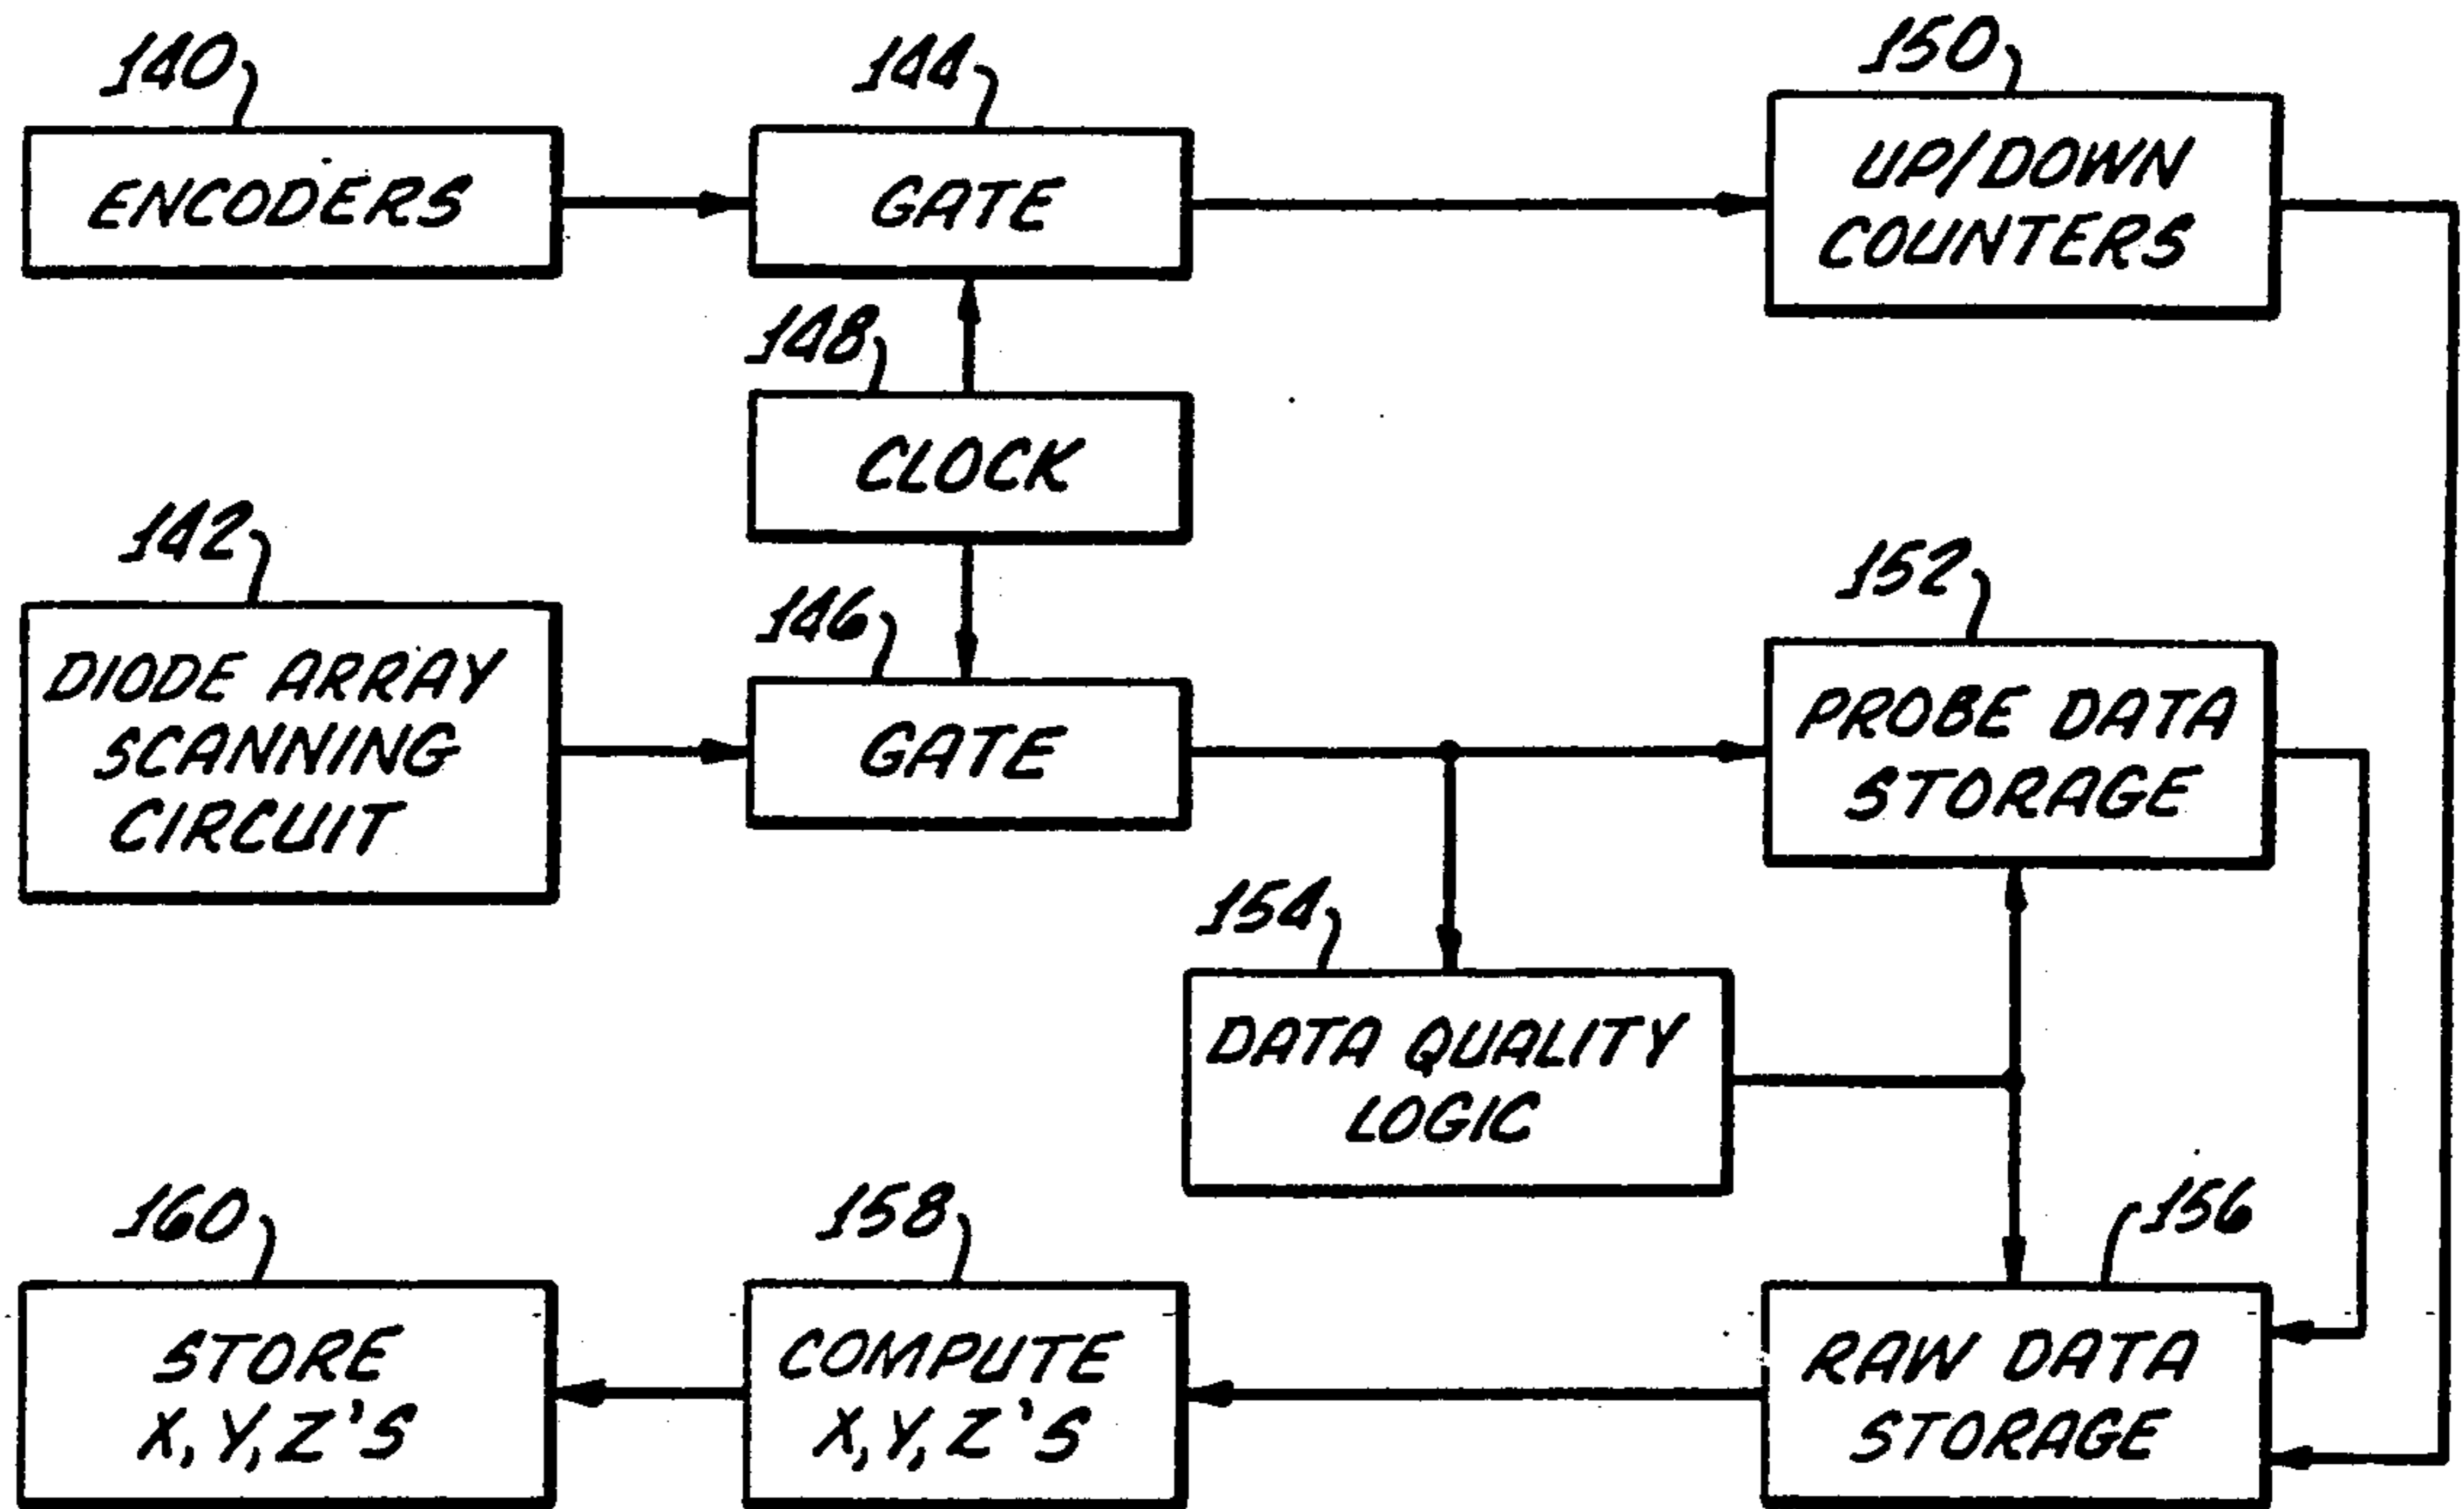 140
ENCODERS
144
GATE
150
UP/DOWN
COUNTERS
148
CLOCK
142
DIODE ARRAY
SCANNING
CIRCUIT
146
GATE
152
PROBE DATA
STORAGE
154
DATA QUALITY
LOGIC
160
STORE
X,Y,Z'S
158
COMPUTE
X,Y,Z'S
156
RAW DATA
STORAGE